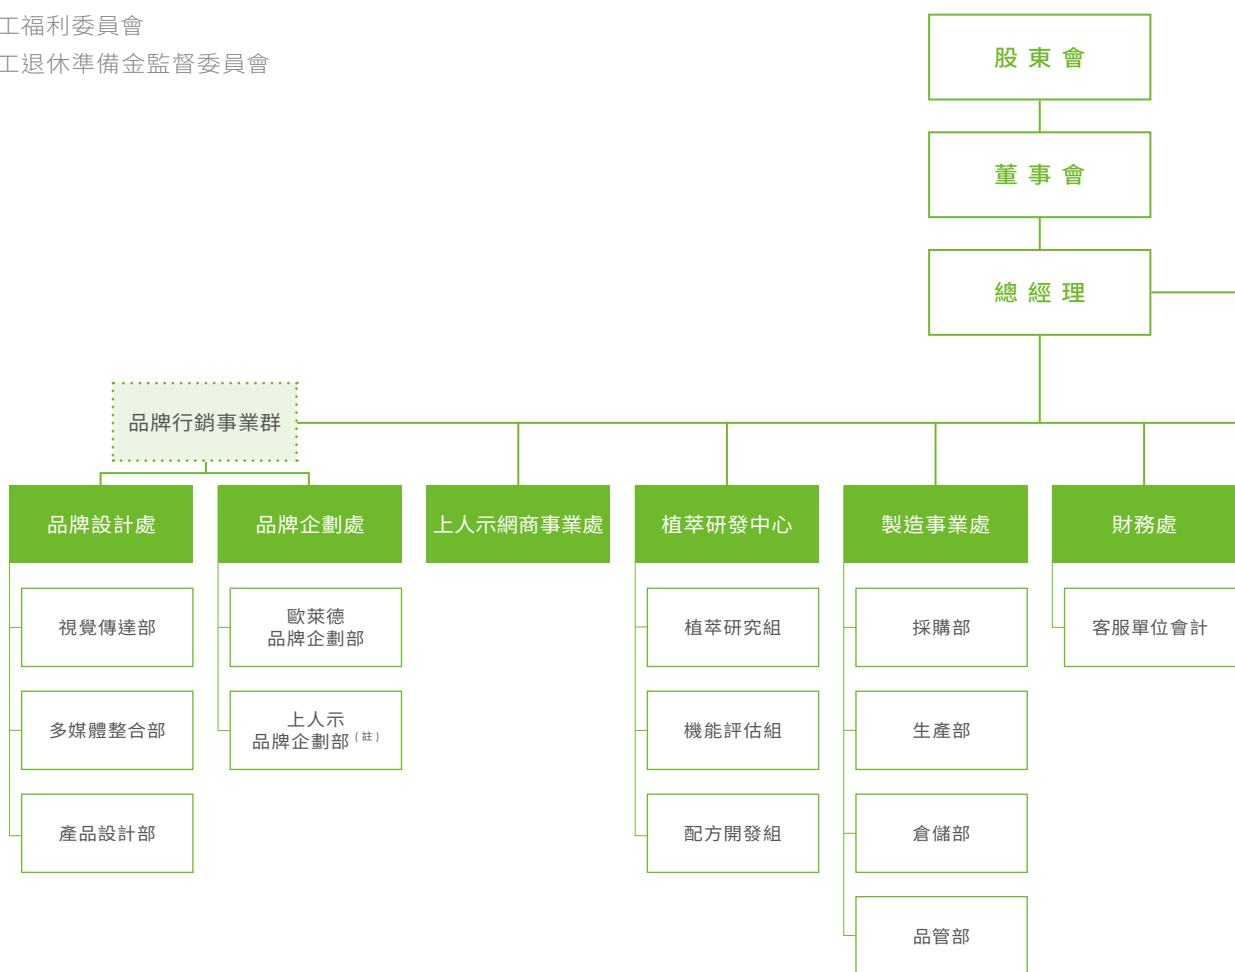 工福利委員會
工退休準備金監督委員會
股東會
董事會
總經理
品牌行銷事業群
品牌設計處
品牌企劃處
上人示網商事業處
植萃研發中心
製造事業處
財務處
視覺傳達部
歐萊德
品牌企劃部
植萃研究組
採購部
客服單位會計
多媒體整合部
上人示
品牌企劃部(註)
機能評估組
生產部
產品設計部
配方開發組
倉儲部
品管部